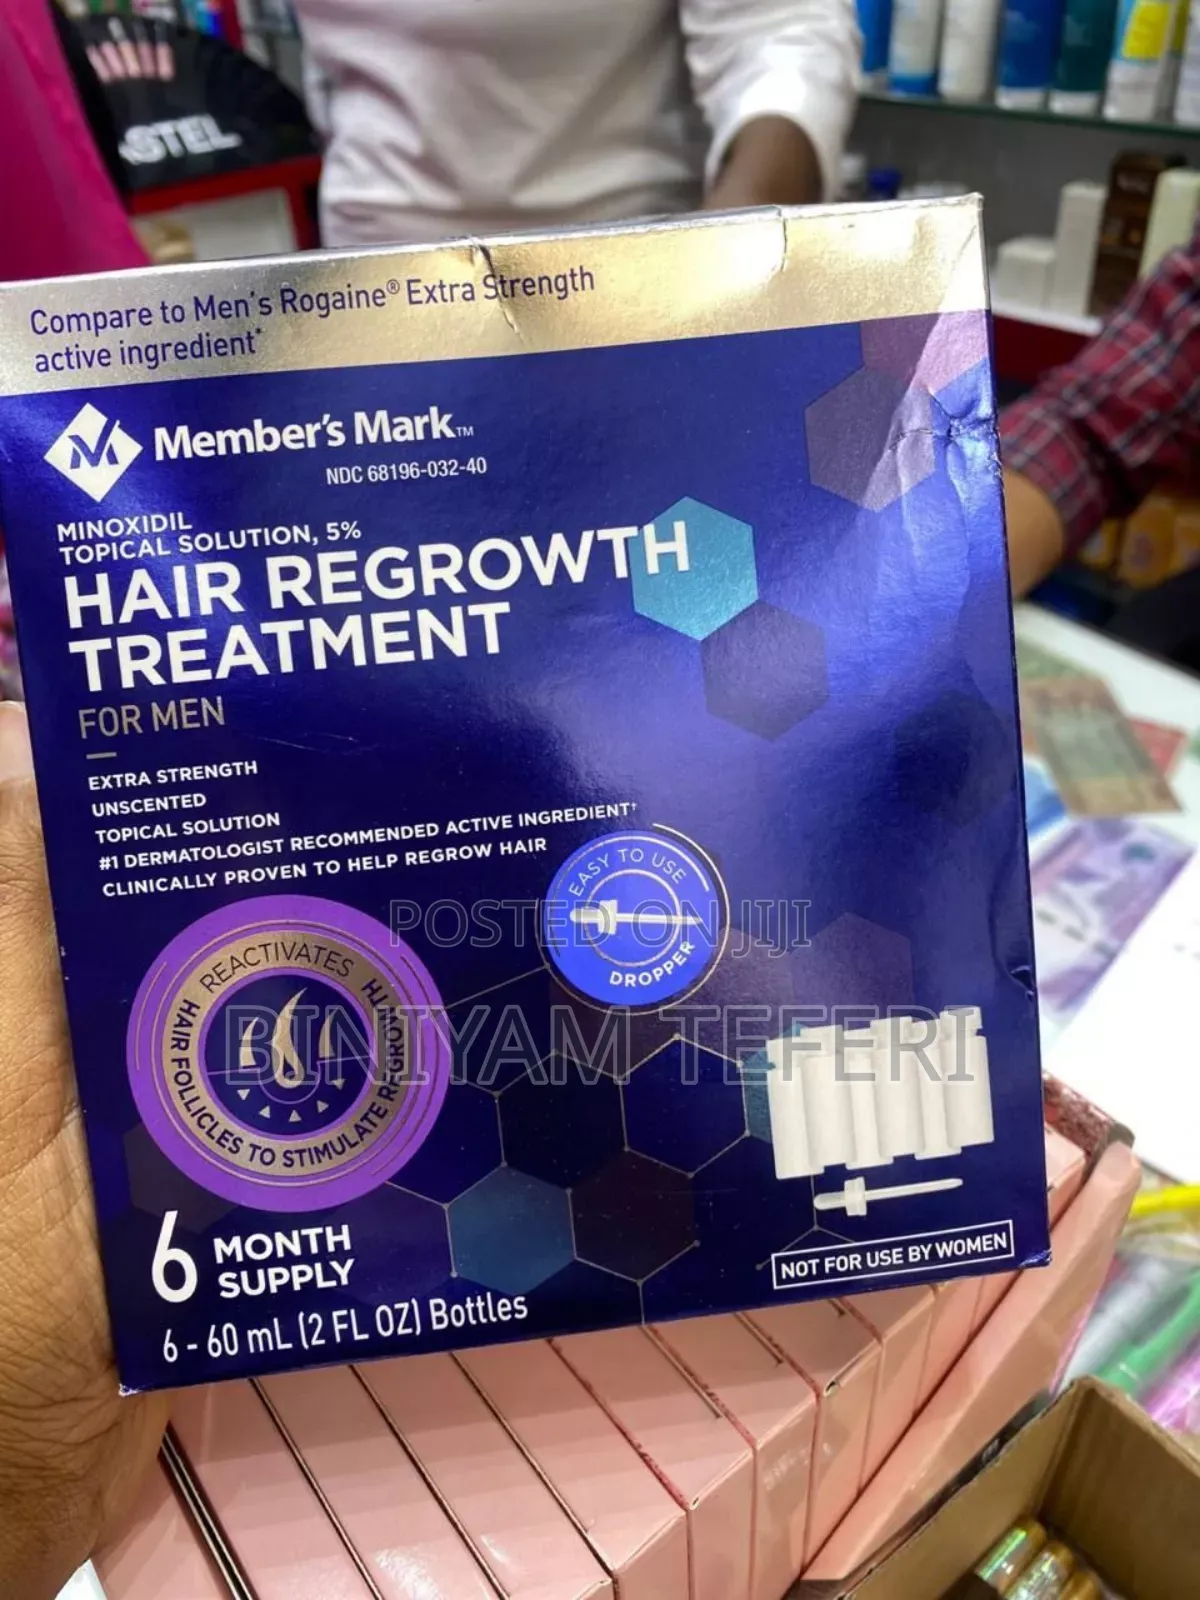 ASTEL
Compare to Men's Rogaine® Extra Strength
active ingredient*
Member's Mark™
NDC 68196-032-40
MINOXIDIL
TOPICAL SOLUTION, 5%
HAIR REGROWTH
TREATMENT
FOR MEN
EXTRA STRENGTH
UNSCENTED
TOPICAL SOLUTION
#1 DERMATOLOGIST RECOMMENDED ACTIVE INGREDIENT†
CLINICALLY PROVEN TO HELP REGROW HAIR
EASY TO USE
DROPPER
POSTED ON JIJI
BINIYAM TEFERI
REACTIVATES
HAIR FOLLICLES TO STIMULATE REGROWTH
6 MONTH
SUPPLY
6 - 60 mL (2 FL OZ) Bottles
NOT FOR USE BY WOMEN